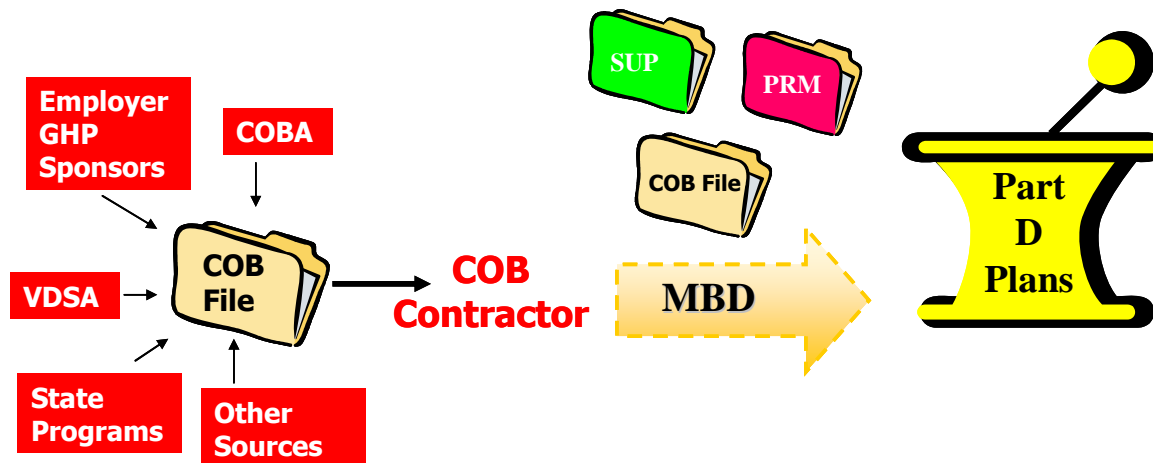 Employer
GHP
Sponsors
COBA
VDSA
COB
File
State
Programs
Other
Sources
COB
Contractor
SUP
PRM
COB File
MBD
Part
D
Plans